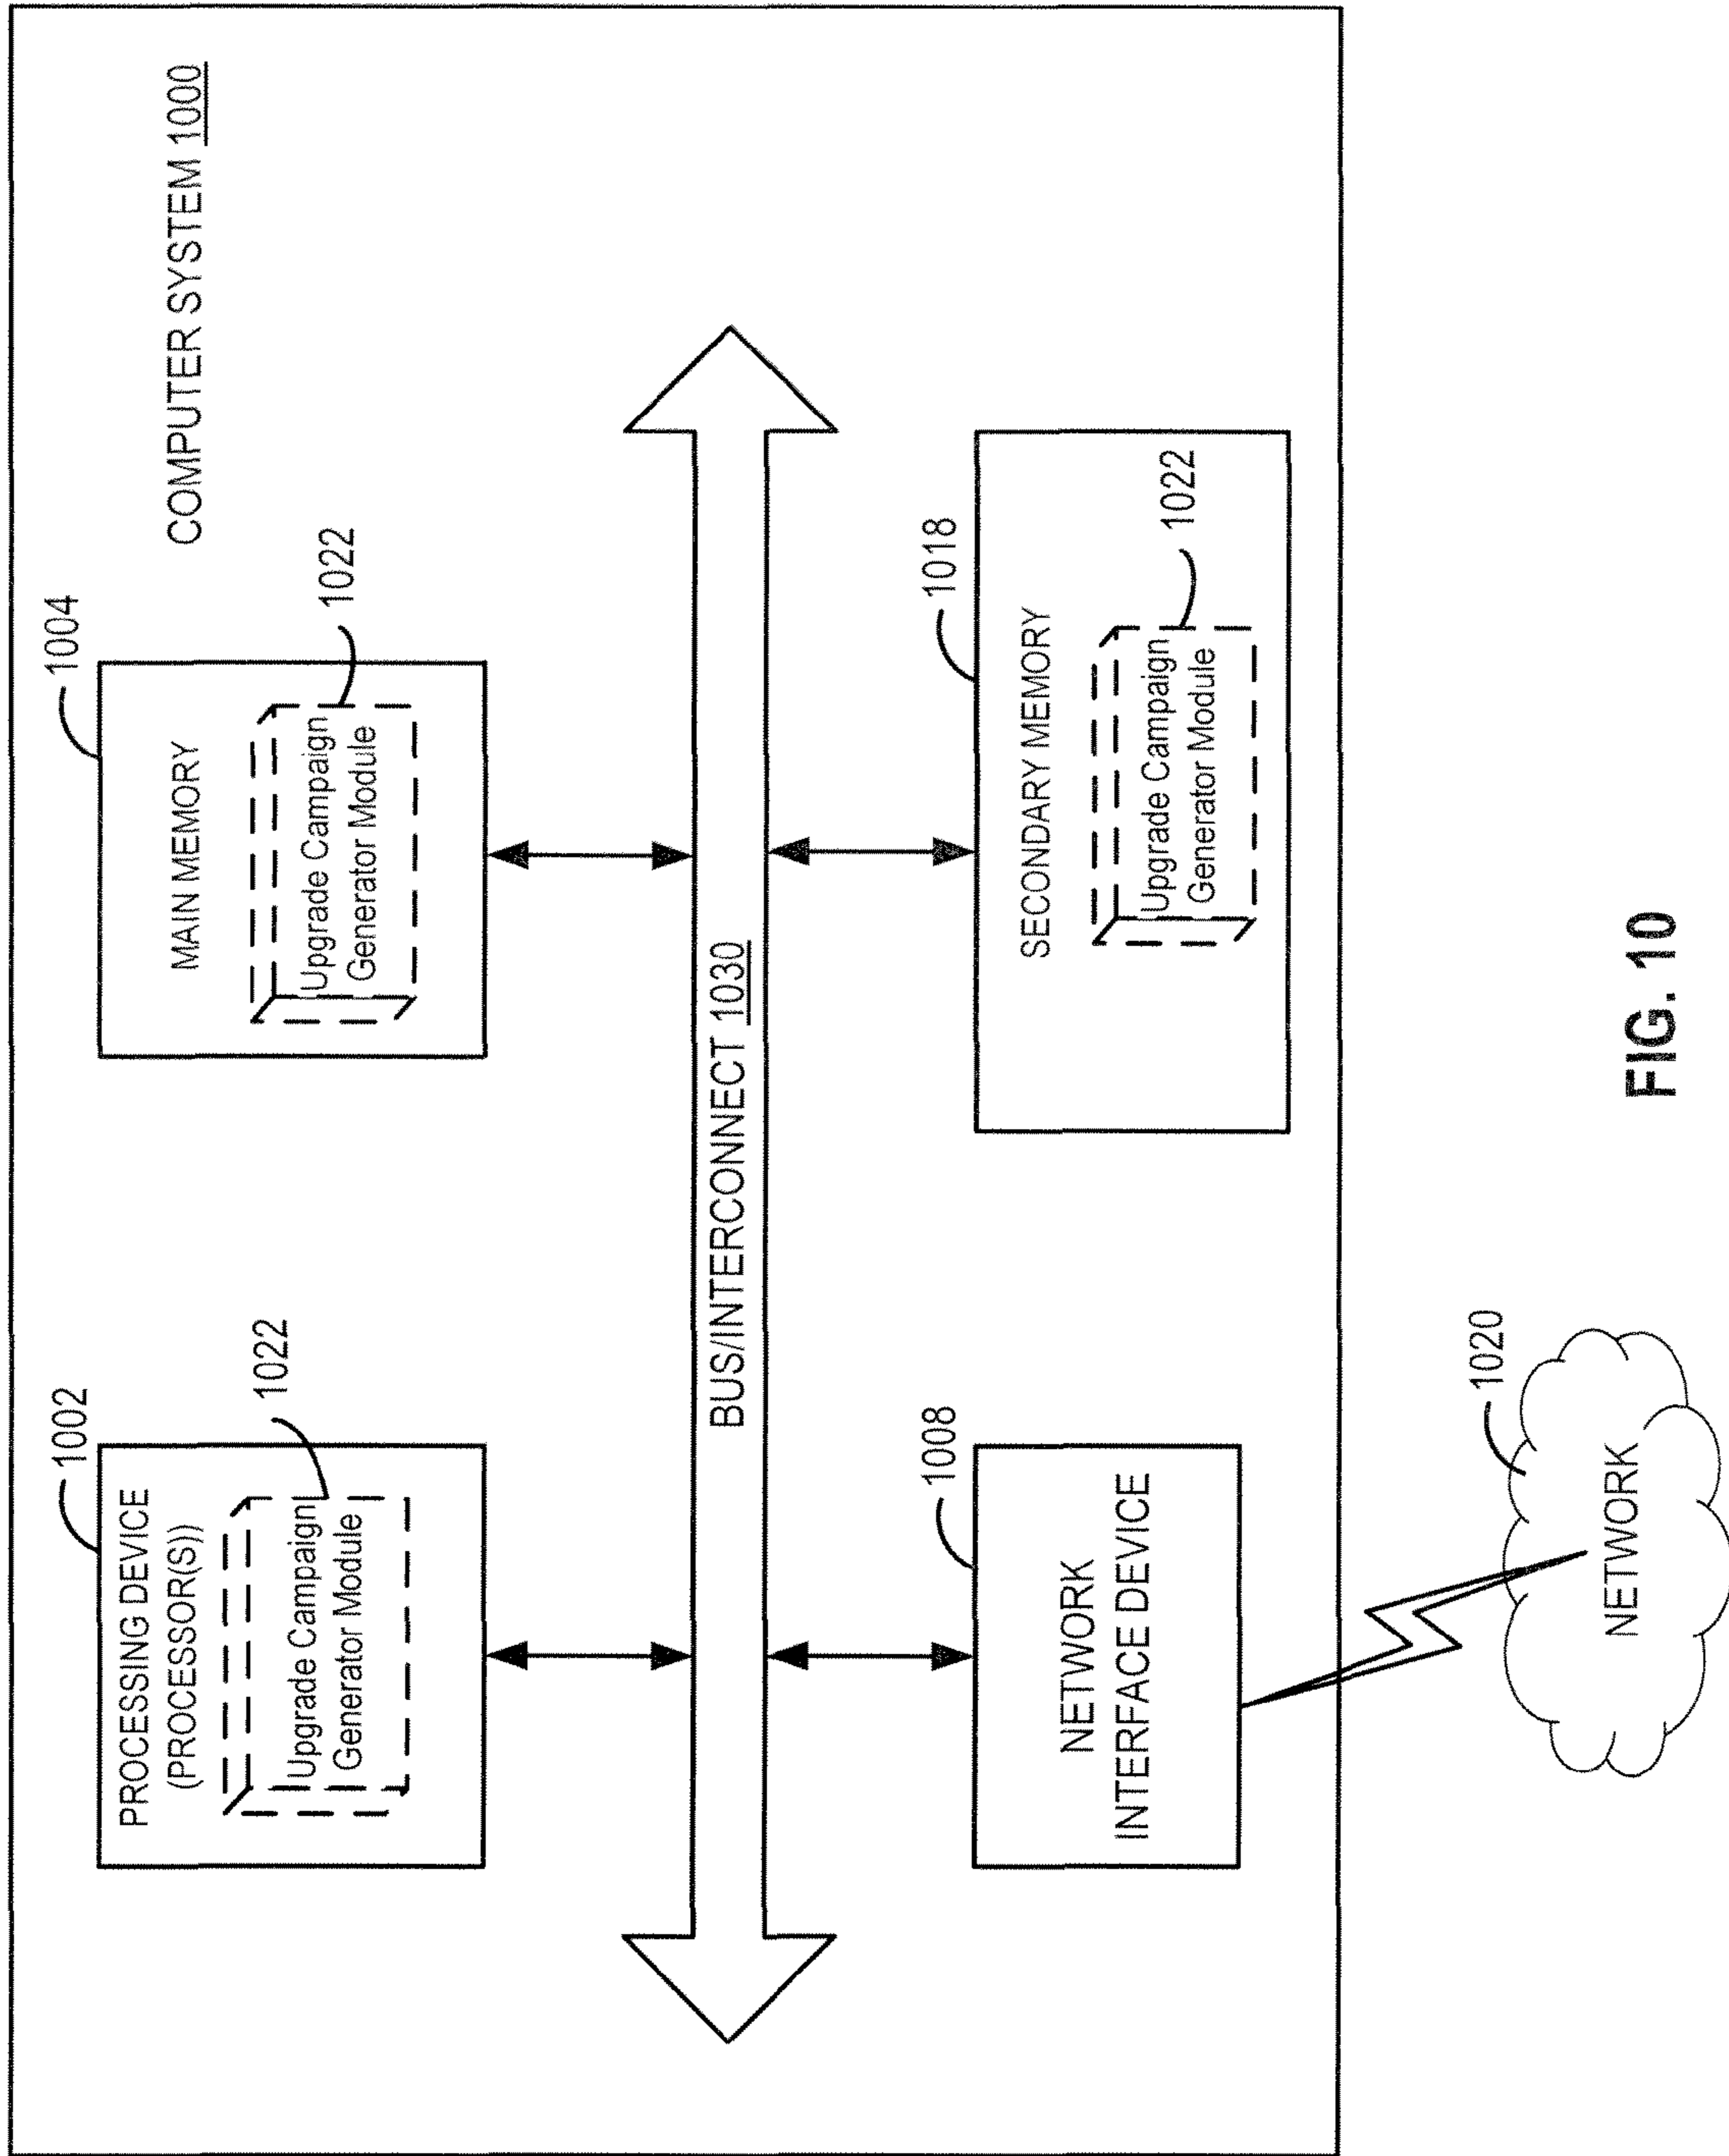 COMPUTER SYSTEM 1000
1002
PROCESSING DEVICE
(PROCESSOR(S))
Upgrade Campaign
Generator Module
1022
1004
MAIN MEMORY
Upgrade Campaign
Generator Module
1022
BUS/INTERCONNECT 1030
1008
NETWORK
INTERFACE DEVICE
1018
SECONDARY MEMORY
Upgrade Campaign
Generator Module
1022
1020
NETWORK
FIG. 10